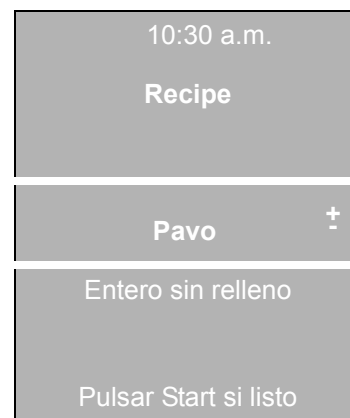 10:30 a.m.
Recipe
Pavo +
-
Entero sin relleno
Pulsar Start si listo